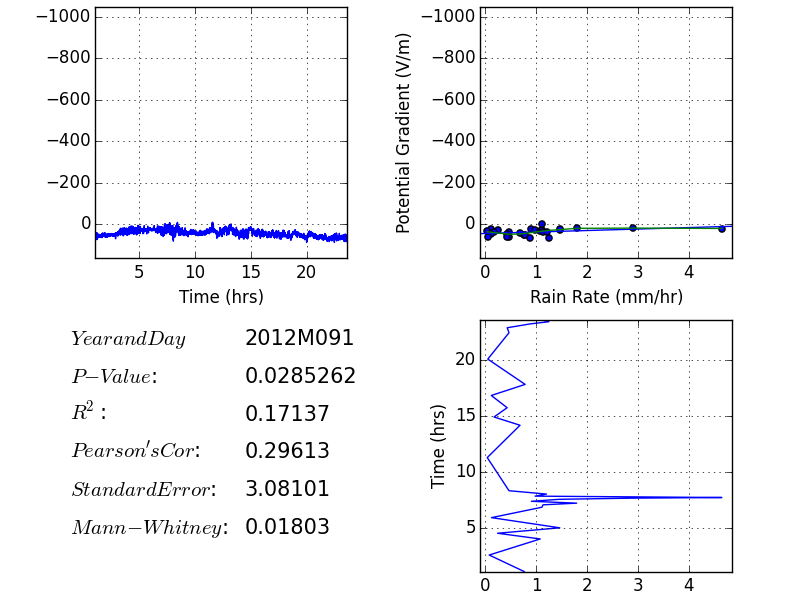 −1000
−800
−600
−400
−200
0
5 10 15 20
Time (hrs)
Potential Gradient (V/m)
−1000
−800
−600
−400
−200
0
0 1 2 3 4
Rain Rate (mm/hr)
YearandDay 2012M091
P−Value: 0.0285262
R²: 0.17137
Pearson'sCor: 0.29613
StandardError: 3.08101
Mann−Whitney: 0.01803
Time (hrs)
20
15
10
5
0 1 2 3 4